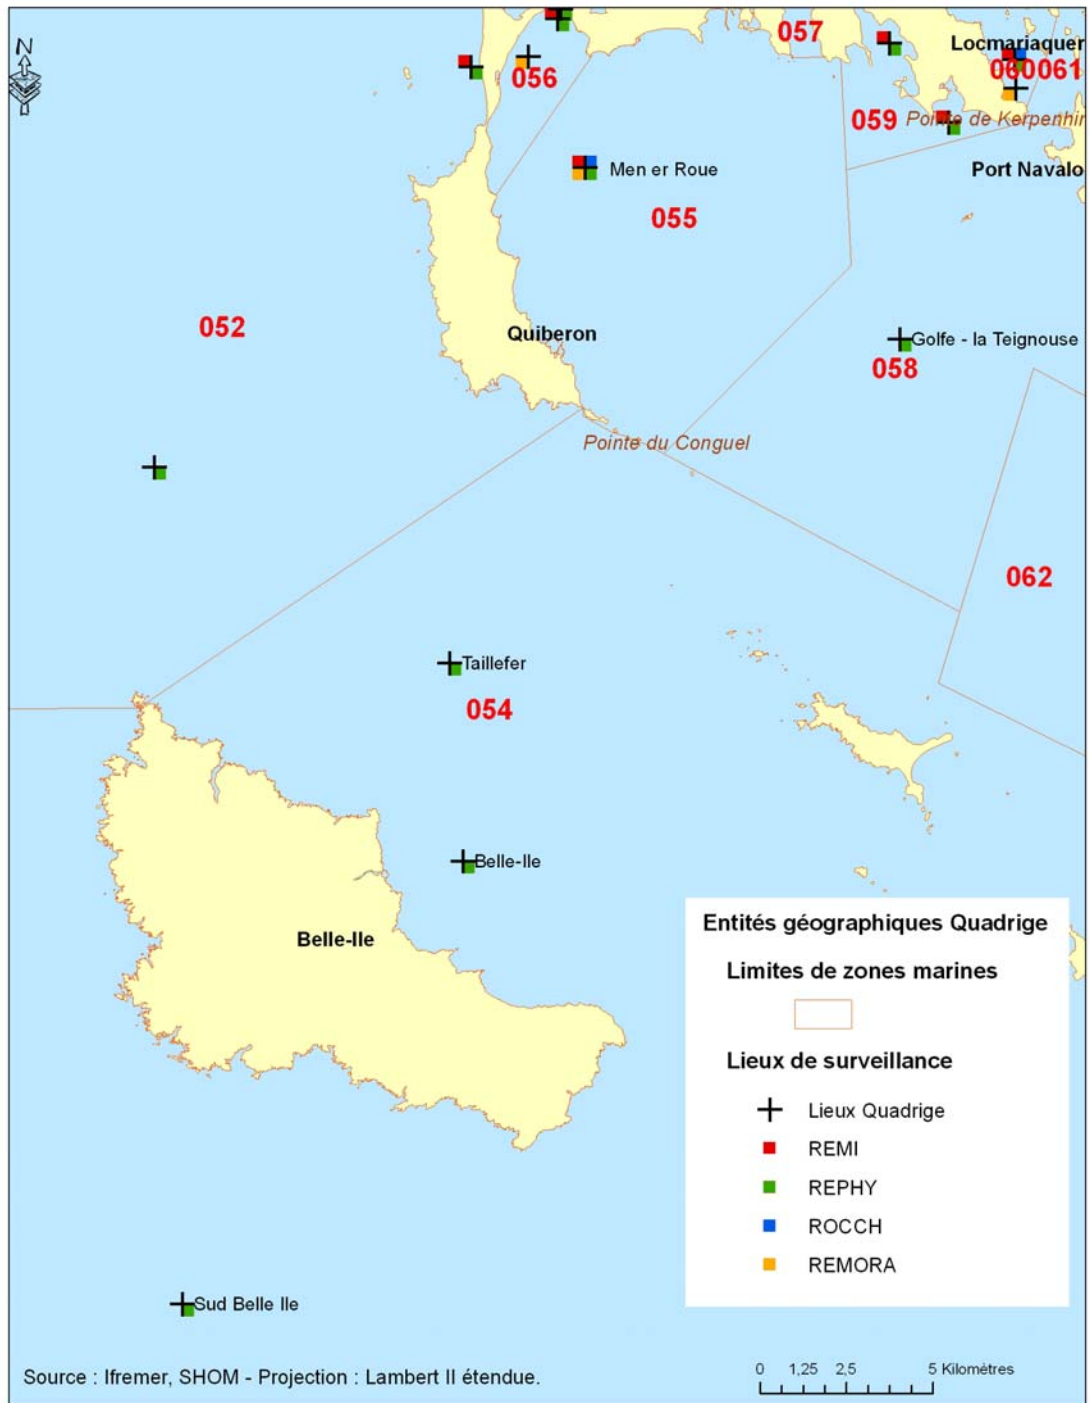 N
057
Locmariaquer
056
060061
059
Pointe de Kerpenhir
Men er Roue
Port Navalo
055
052
Quiberon
Golfe - la Teignouse
058
Pointe du Conguel
062
Taillefer
054
Belle-Ile
Belle-Ile
Entités géographiques Quadrige
Limites de zones marines
Lieux de surveillance
Lieux Quadrige
REMI
REPHY
ROCCH
REMORA
Sud Belle Ile
Source : Ifremer, SHOM - Projection : Lambert II étendue.
0 1,25 2,5 5 Kilomètres